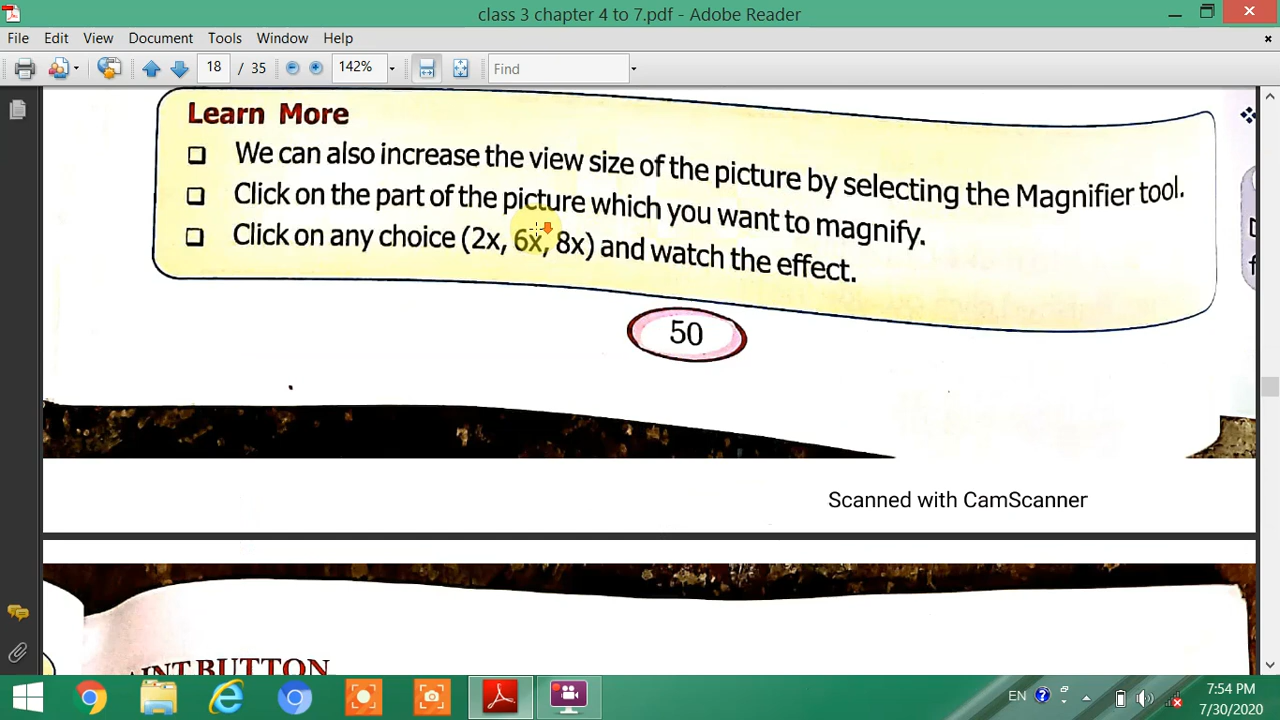 class 3 chapter 4 to 7.pdf - Adobe Reader
File Edit View Document Tools Window Help
18 / 35 142% Find
Learn More
We can also increase the view size of the picture by selecting the Magnifier tool.
Click on the part of the picture which you want to magnify.
Click on any choice (2x, 6x, 8x) and watch the effect.
50
Scanned with CamScanner
BUTTON
EN 7:54 PM
7/30/2020